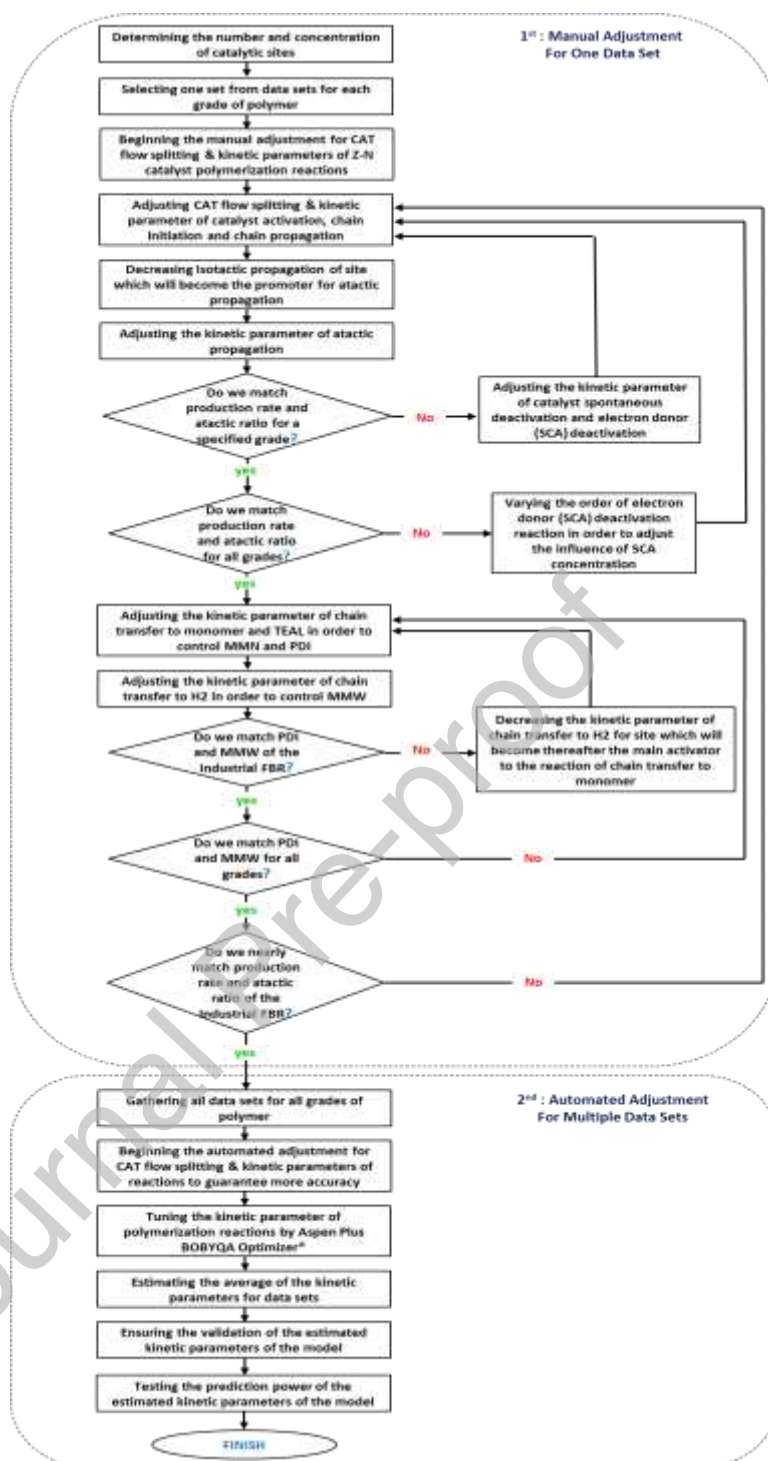 Determining the number and concentration
of catalytic sites
1st : Manual Adjustment
For One Data Set
Selecting one set from data sets for each
grade of polymer
Beginning the manual adjustment for CAT
flow splitting & kinetic parameters of Z-N
catalyst polymerization reactions
Adjusting CAT flow splitting & kinetic
parameter of catalyst activation, chain
initiation and chain propagation
Decreasing Isotactic propagation of site
which will become the promoter for atactic
propagation
Adjusting the kinetic parameter of atactic
propagation
Do we match
production rate and
atactic ratio for a
specified grade?
No
Adjusting the kinetic parameter
of catalyst spontaneous
deactivation and electron donor
(SCA) deactivation
yes
Do we match
production rate
and atactic ratio
for all grades?
No
Varying the order of electron
donor (SCA) deactivation
reaction in order to adjust
the influence of SCA
concentration
yes
Adjusting the kinetic parameter of chain
transfer to monomer and TEAL in order to
control MMN and PDI
Adjusting the kinetic parameter of chain
transfer to H2 in order to control MMW
Do we match PDI
and MMW of the
Industrial FBR?
No
Decreasing the kinetic parameter of
chain transfer to H2 for site which will
become thereafter the main activator
to the reaction of chain transfer to
monomer
yes
Do we match PDI
and MMW for all
grades?
No
yes
Do we nearly
match production
rate and atactic
ratio of the
Industrial FBR?
No
yes
Gathering all data sets for all grades of
polymer
2nd : Automated Adjustment
For Multiple Data Sets
Beginning the automated adjustment for
CAT flow splitting & kinetic parameters of
reactions to guarantee more accuracy
Tuning the kinetic parameter of
polymerization reactions by Aspen Plus
BOBYQA Optimizer®
Estimating the average of the kinetic
parameters for data sets
Ensuring the validation of the estimated
kinetic parameters of the model
Testing the prediction power of the
estimated kinetic parameters of the model
FINISH
Journal Pre-proof